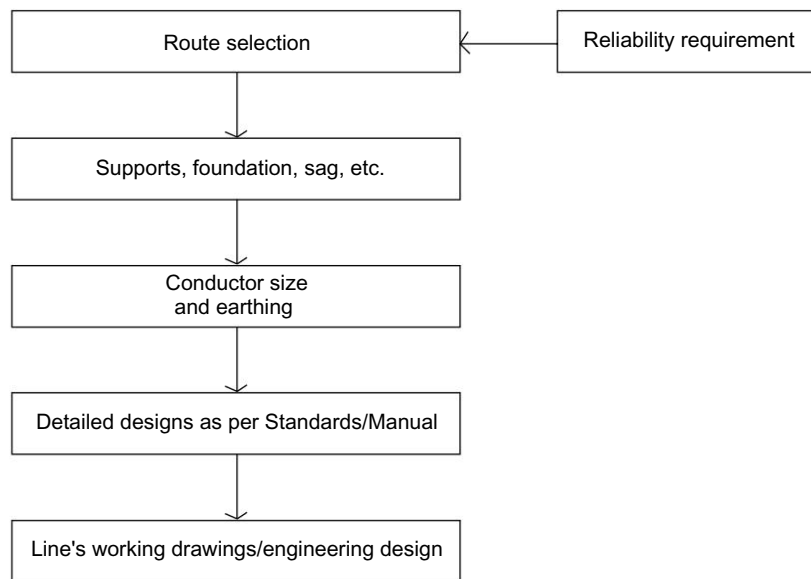 Route selection
Reliability requirement
Supports, foundation, sag, etc.
Conductor size
and earthing
Detailed designs as per Standards/Manual
Line's working drawings/engineering design